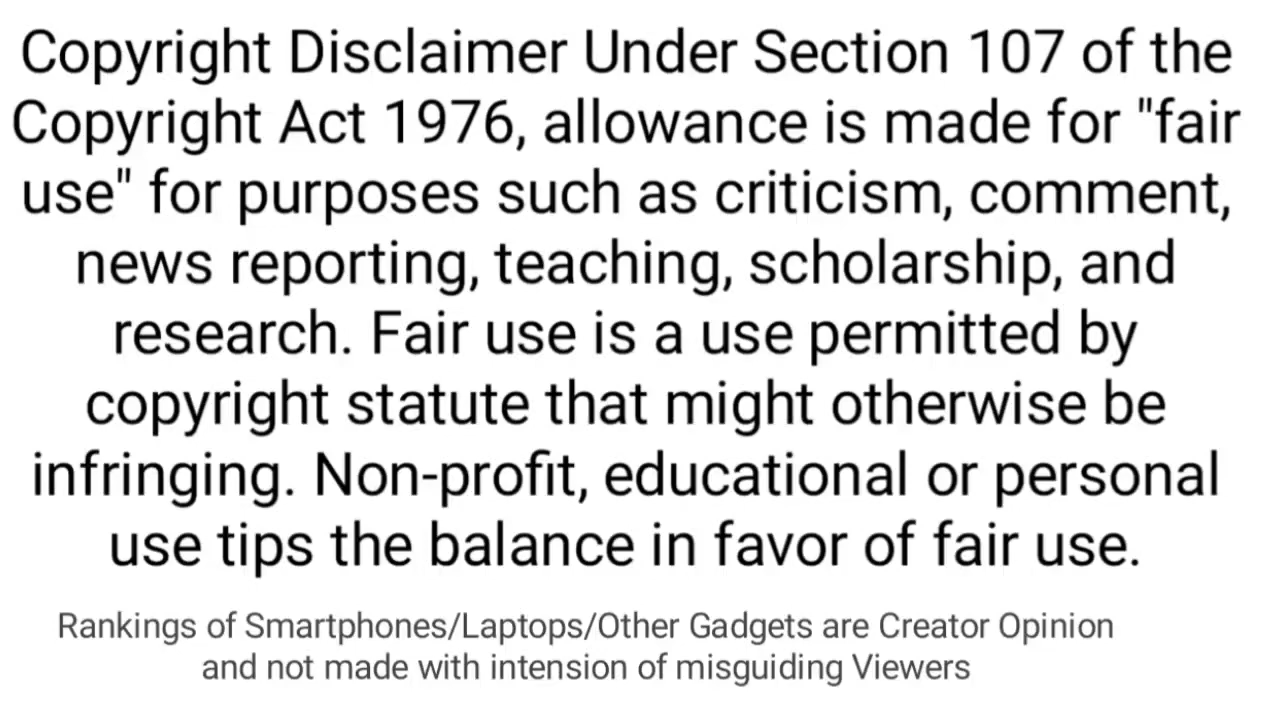 Copyright Disclaimer Under Section 107 of the
Copyright Act 1976, allowance is made for "fair
use" for purposes such as criticism, comment,
news reporting, teaching, scholarship, and
research. Fair use is a use permitted by
copyright statute that might otherwise be
infringing. Non-profit, educational or personal
use tips the balance in favor of fair use.
Rankings of Smartphones/Laptops/Other Gadgets are Creator Opinion
and not made with intension of misguiding Viewers